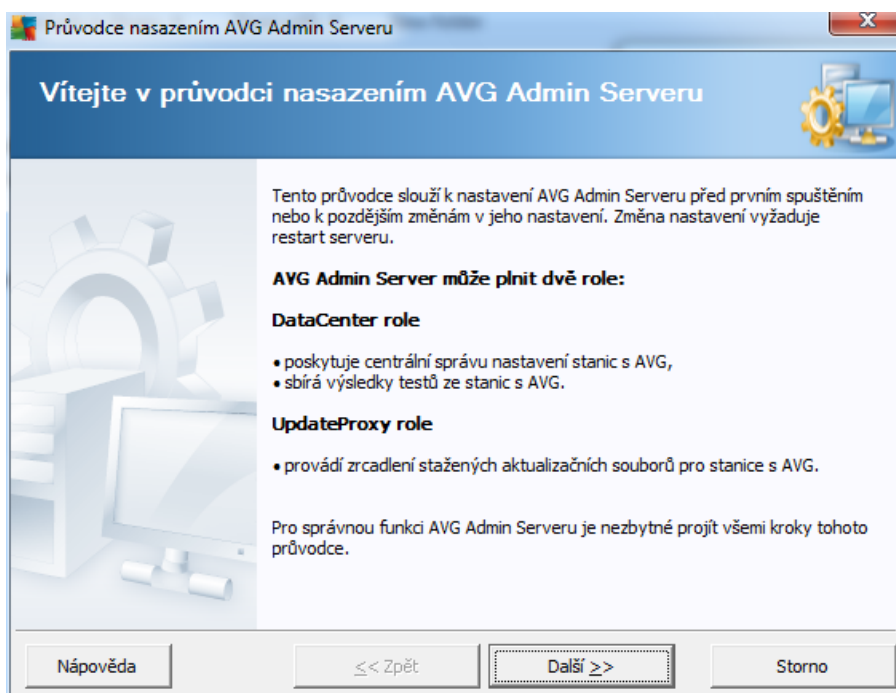 Průvodce nasazením AVG Admin Serveru
Vítejte v průvodci nasazením AVG Admin Serveru
Tento průvodce slouží k nastavení AVG Admin Serveru před prvním spuštěním
nebo k pozdějším změnám v jeho nastavení. Změna nastavení vyžaduje
restart serveru.
AVG Admin Server může plnit dvě role:
DataCenter role
• poskytuje centrální správu nastavení stanic s AVG,
• sbírá výsledky testů ze stanic s AVG.
UpdateProxy role
• provádí zrcadlení stažených aktualizačních souborů pro stanice s AVG.
Pro správnou funkci AVG Admin Serveru je nezbytné projít všemi kroky tohoto
průvodce.
Nápověda
<< Zpět
Další >>
Storno